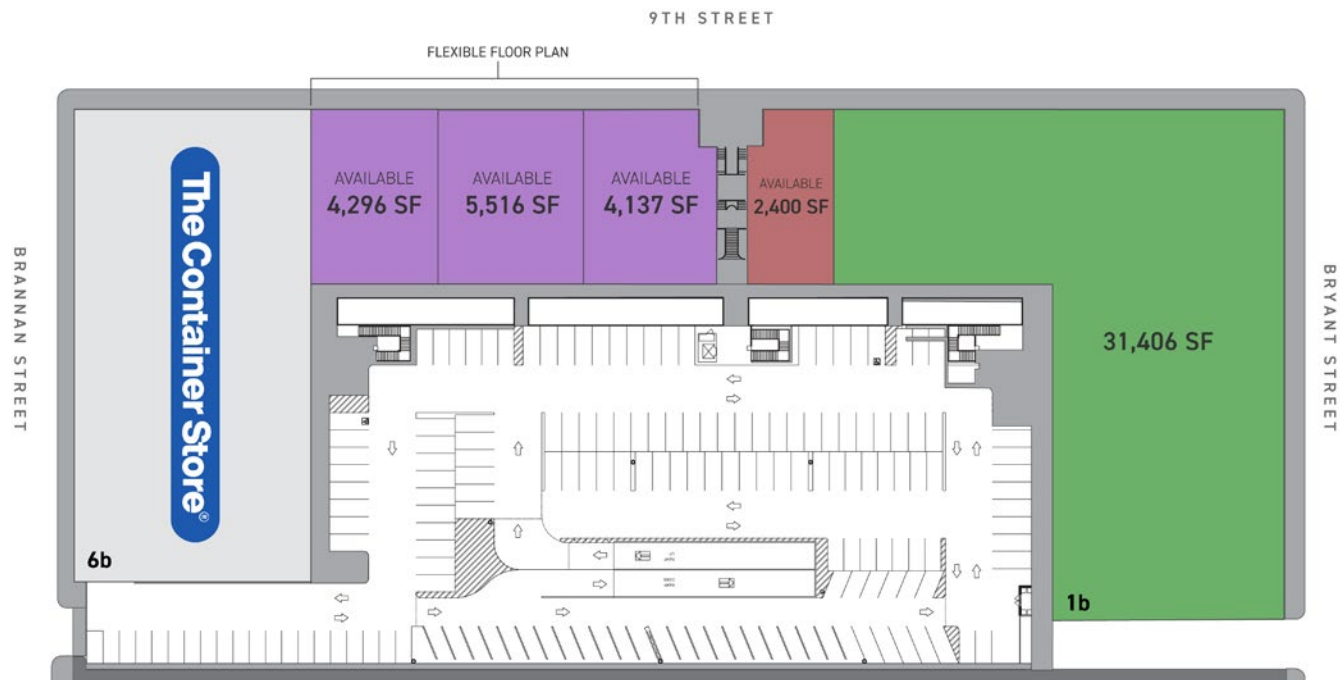 9TH STREET
FLEXIBLE FLOOR PLAN
BRANNAN STREET
The Container Store®
6b
AVAILABLE
4,296 SF
AVAILABLE
5,516 SF
AVAILABLE
4,137 SF
AVAILABLE
2,400 SF
31,406 SF
1b
BRYANT STREET